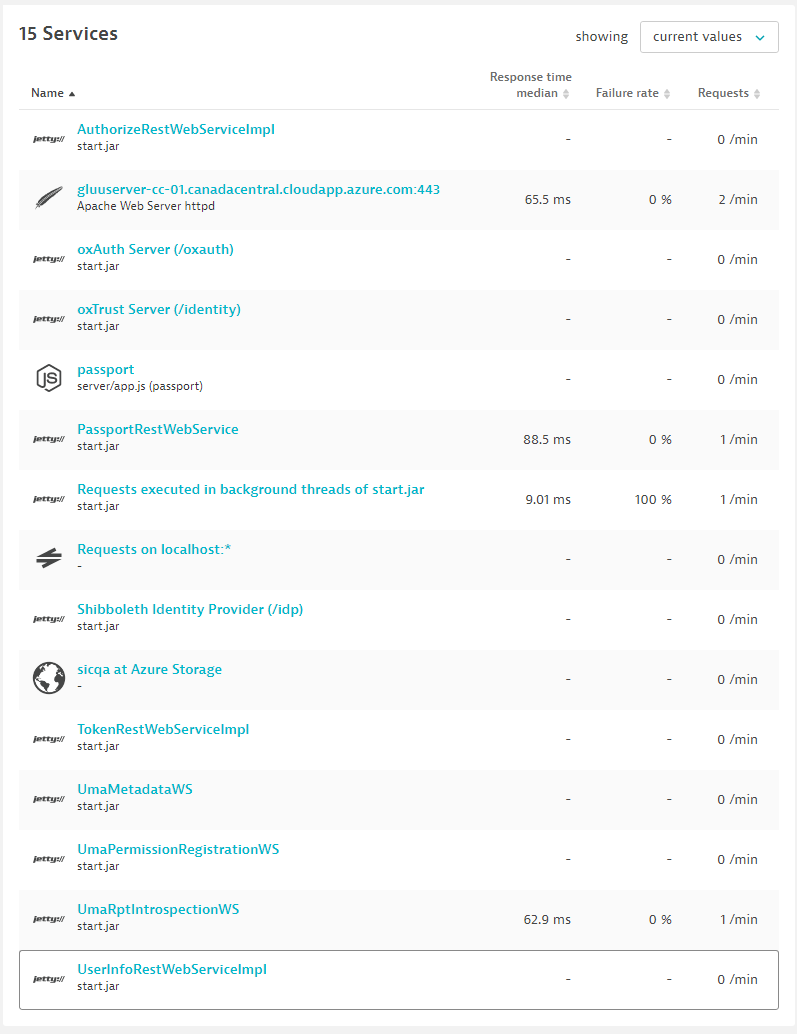 15 Services
showing current values
Name Response time median Failure rate Requests
jetty:// AuthorizeRestWebServiceImpl - - 0 /min
start.jar
gluuserver-cc-01.canadacentral.cloudapp.azure.com:443 65.5 ms 0 % 2 /min
Apache Web Server httpd
jetty:// oxAuth Server (/oxauth) - - 0 /min
start.jar
jetty:// oxTrust Server (/identity) - - 0 /min
start.jar
JS passport - - 0 /min
server/app.js (passport)
jetty:// PassportRestWebService 88.5 ms 0 % 1 /min
start.jar
jetty:// Requests executed in background threads of start.jar 9.01 ms 100 % 1 /min
start.jar
Requests on localhost:* - - 0 /min
-
jetty:// Shibboleth Identity Provider (/idp) - - 0 /min
start.jar
sicqa at Azure Storage - - 0 /min
-
jetty:// TokenRestWebServiceImpl - - 0 /min
start.jar
jetty:// UmaMetadataWS - - 0 /min
start.jar
jetty:// UmaPermissionRegistrationWS - - 0 /min
start.jar
jetty:// UmaRptIntrospectionWS 62.9 ms 0 % 1 /min
start.jar
jetty:// UserInfoRestWebServiceImpl - - 0 /min
start.jar